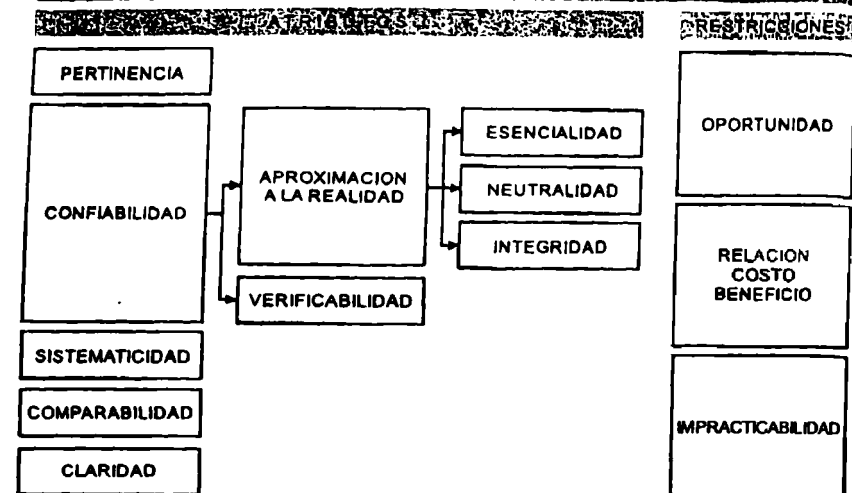 ATRIBUTOS
RESTRICCIONES
PERTINENCIA
CONFIABILIDAD
APROXIMACION
A LA REALIDAD
ESENCIALIDAD
NEUTRALIDAD
INTEGRIDAD
VERIFICABILIDAD
SISTEMATICIDAD
COMPARABILIDAD
CLARIDAD
OPORTUNIDAD
RELACION
COSTO
BENEFICIO
IMPRACTICABILIDAD